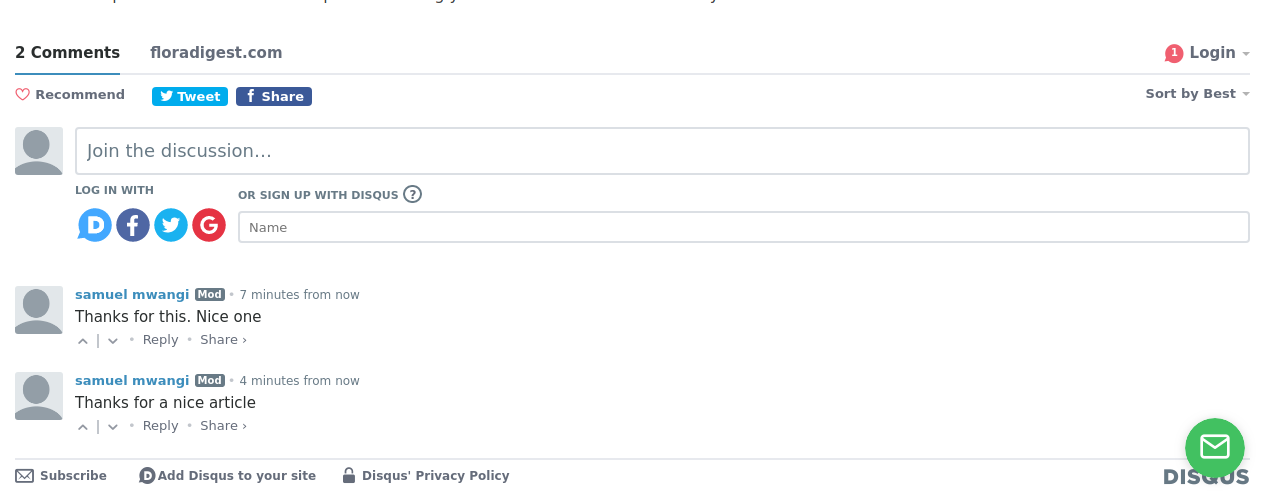 2 Comments floradigest.com 1 Login
Recommend Tweet f Share Sort by Best
Join the discussion...
LOG IN WITH OR SIGN UP WITH DISQUS ?
D f G Name
samuel mwangi Mod • 7 minutes from now
Thanks for this. Nice one
| • Reply • Share ›
samuel mwangi Mod • 4 minutes from now
Thanks for a nice article
| • Reply • Share ›
Subscribe D Add Disqus to your site Disqus' Privacy Policy DISQUS